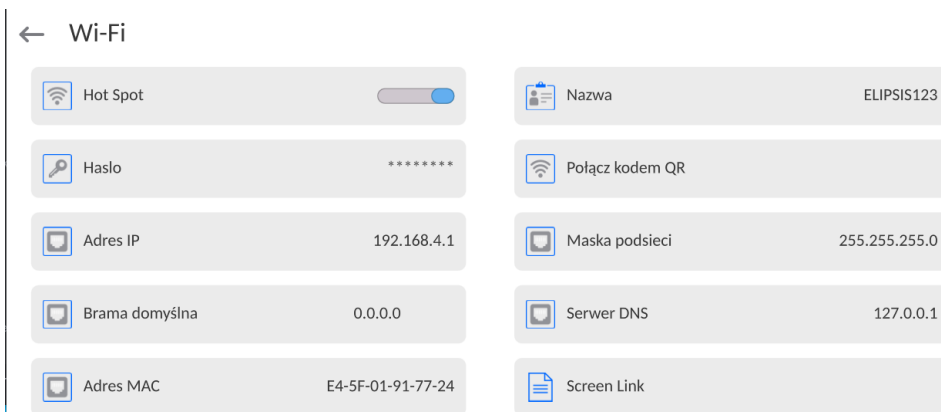 Wi-Fi
Hot Spot
Nazwa ELIPSIS123
Haslo ********
Połącz kodem QR
Adres IP 192.168.4.1
Maska podsieci 255.255.255.0
Brama domyślna 0.0.0.0
Serwer DNS 127.0.0.1
Adres MAC E4-5F-01-91-77-24
Screen Link